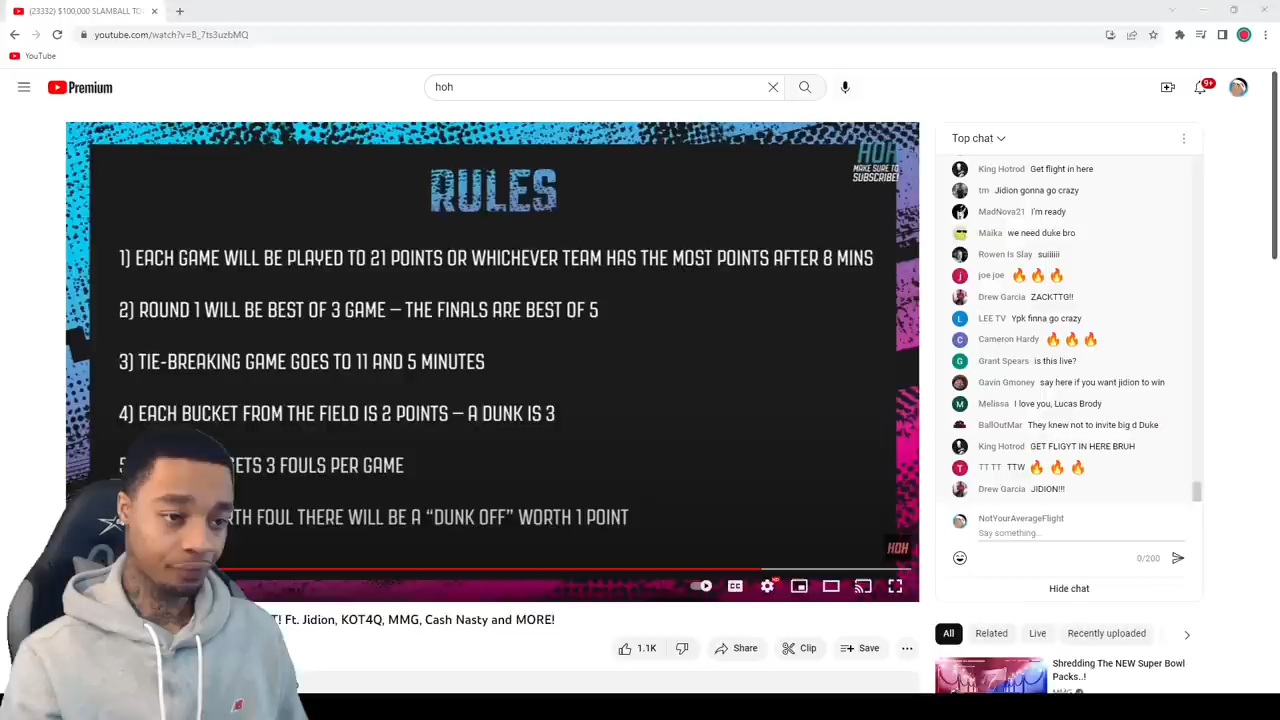 (23332) $100,000 SLAMBALL TO
youtube.com/watch?v=B_7ts3uzbMQ
YouTube
Premium
hoh
9+
HOH
MAKE SURE TO
SUBSCRIBE!
RULES
1) EACH GAME WILL BE PLAYED TO 21 POINTS OR WHICHEVER TEAM HAS THE MOST POINTS AFTER 8 MINS
2) ROUND 1 WILL BE BEST OF 3 GAME – THE FINALS ARE BEST OF 5
3) TIE-BREAKING GAME GOES TO 11 AND 5 MINUTES
4) EACH BUCKET FROM THE FIELD IS 2 POINTS – A DUNK IS 3
GETS 3 FOULS PER GAME
FOUL THERE WILL BE A “DUNK OFF” WORTH 1 POINT
HOH
CC
HD
Ft. Jidion, KOT4Q, MMG, Cash Nasty and MORE!
1.1K
Share
Clip
Save
Top chat
King Hotrod Get flight in here
tm Jidion gonna go crazy
MadNova21 I'm ready
Maika we need duke bro
Rowen Is Slay suiiiiii
j joe joe 🔥 🔥 🔥
Drew Garcia ZACKTTG!!
L LEE TV Ypk finna go crazy
C Cameron Hardy 🔥 🔥 🔥
G Grant Spears is this live?
Gavin Gmoney say here if you want jidion to win
M Melissa I love you, Lucas Brody
BallOutMar They knew not to invite big d Duke
King Hotrod GET FLIGYT IN HERE BRUH
T TT TT TTW 🔥 🔥 🔥
Drew Garcia JIDION!!!
NotYourAverageFlight
Say something...
0/200
Hide chat
All
Related
Live
Recently uploaded
Shredding The NEW Super Bowl
Packs..!
MMG